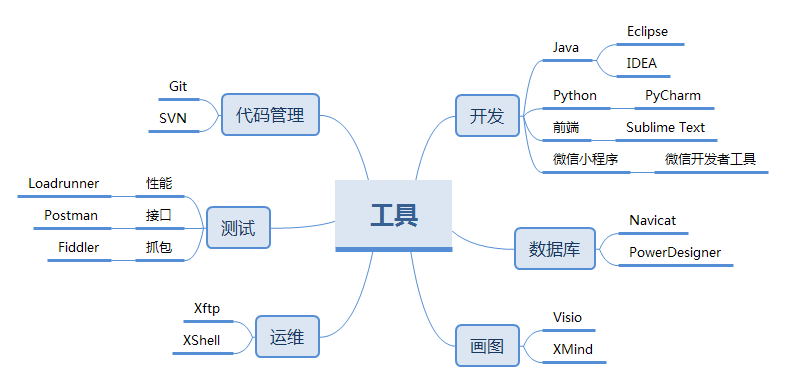 工具
开发
Java
Eclipse
IDEA
Python
PyCharm
前端
Sublime Text
微信小程序
微信开发者工具
数据库
Navicat
PowerDesigner
画图
Visio
XMind
代码管理
Git
SVN
测试
性能
Loadrunner
接口
Postman
抓包
Fiddler
运维
Xftp
XShell